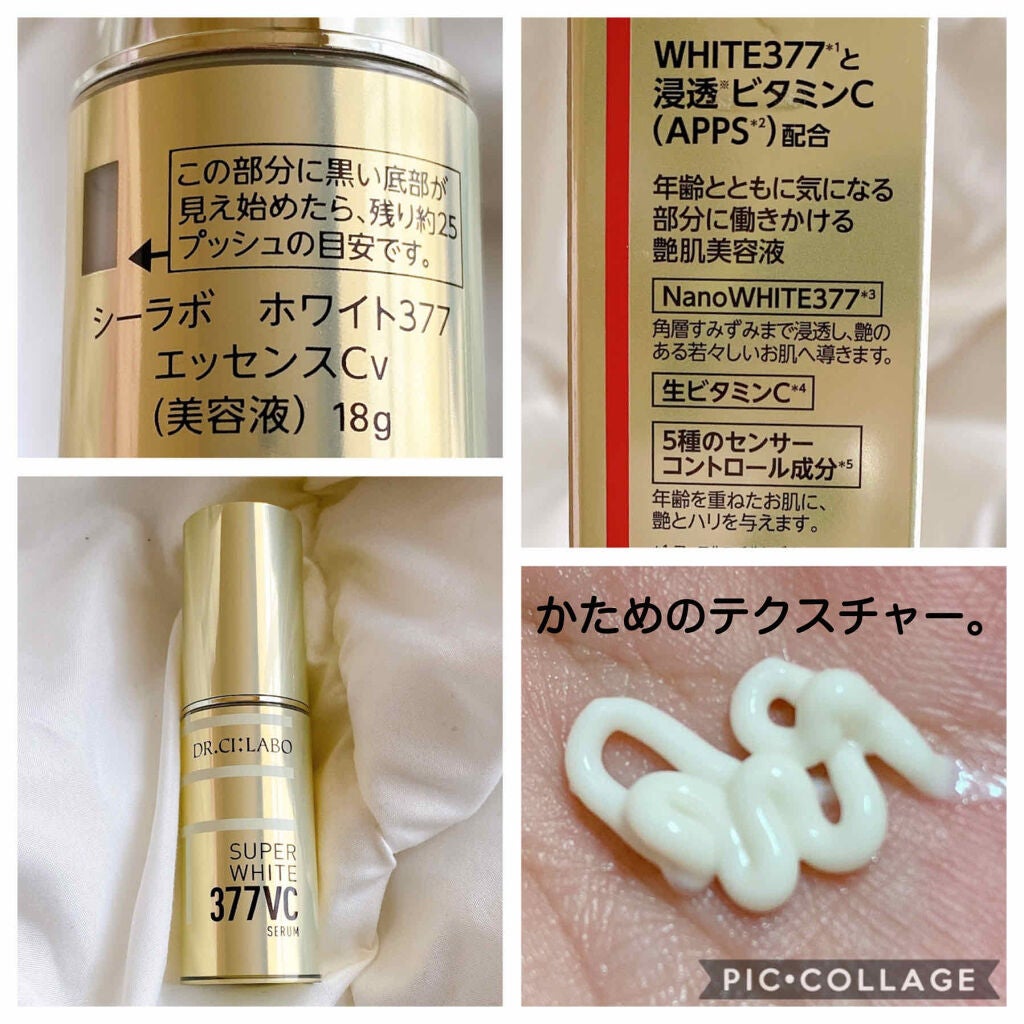 この部分に黒い底部が
見え始めたら、残り約25
プッシュの目安です。
シーラボ ホワイト377
エッセンスCv
(美容液) 18g
WHITE377*1と
浸透※ビタミンC
(APPS*2)配合
年齢とともに気になる
部分に働きかける
艶肌美容液
NanoWHITE377*3
角層すみずみまで浸透し、艶の
ある若々しいお肌へ導きます。
生ビタミンC*4
5種のセンサー
コントロール成分*5
年齢を重ねたお肌に、
艶とハリを与えます。
DR.CI:LABO
SUPER
WHITE
377VC
SERUM
かためのテクスチャー。
PIC•COLLAGE